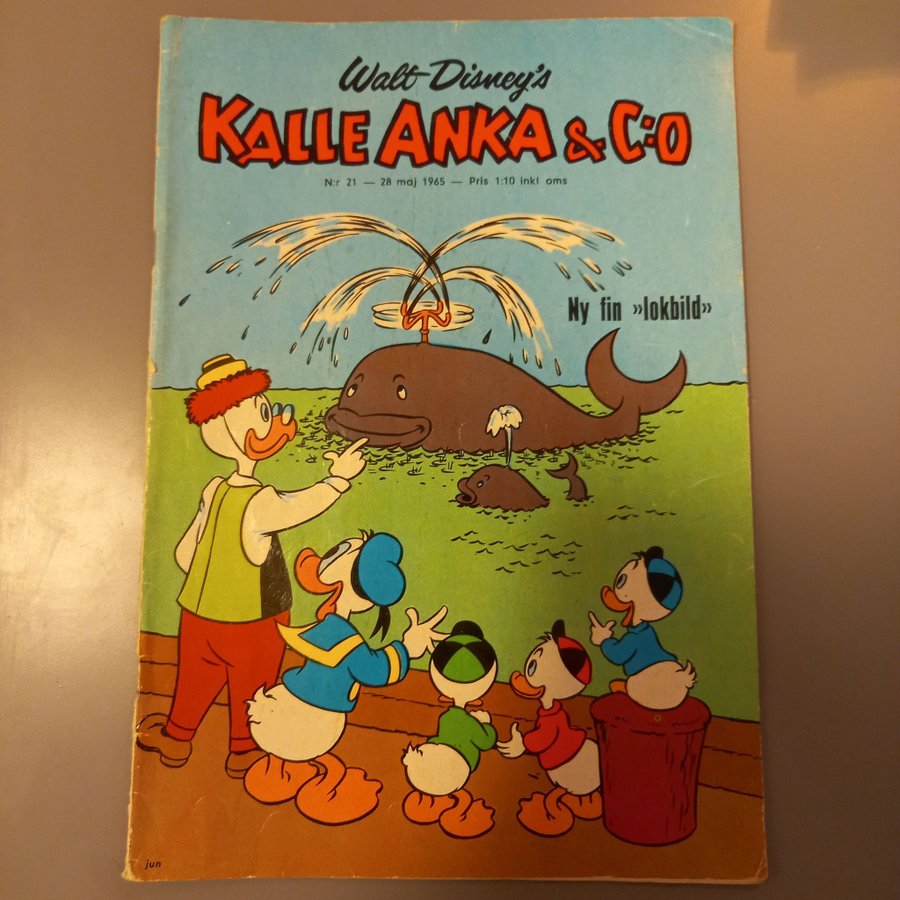 Walt Disney's
KALLE ANKA & C:O
N:r 21 — 28 maj 1965 — Pris 1:10 inkl oms
Ny fin »lokbild»
jun